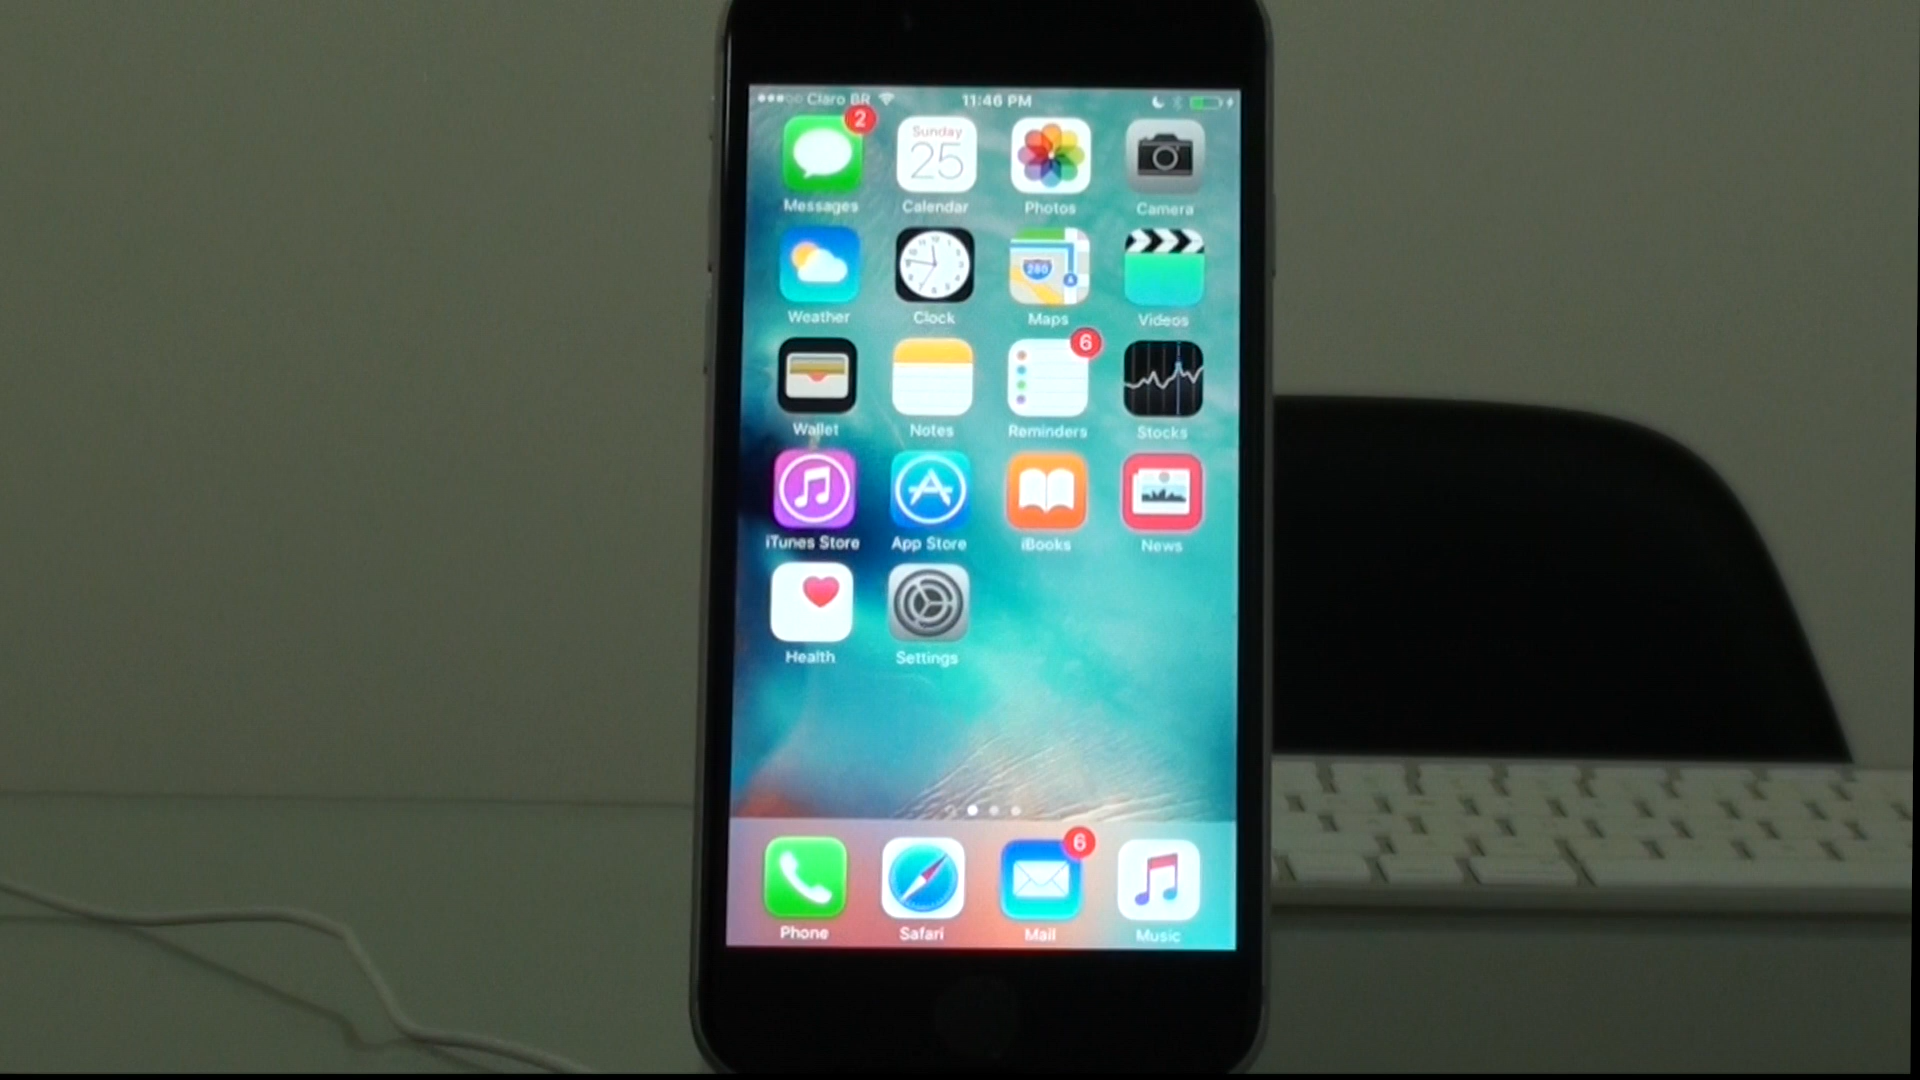 Claro BR 11:46 PM
2
Sunday
25
Messages Calendar Photos Camera
280
Weather Clock Maps Videos
6
Wallet Notes Reminders Stocks
iTunes Store App Store iBooks News
Health Settings
6
Phone Safari Mail Music